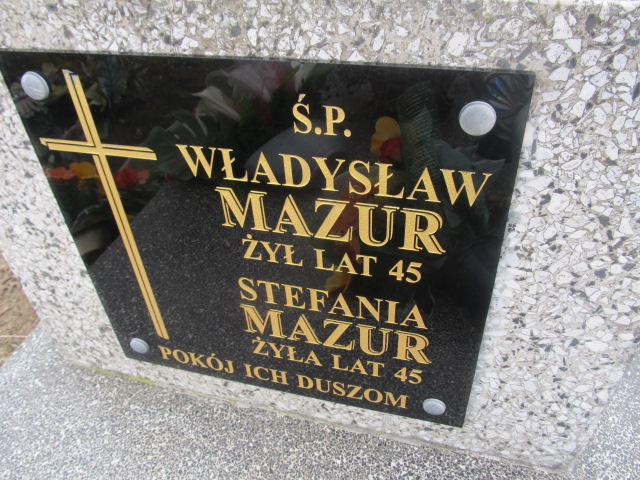 Ś.P.
WŁADYSŁAW
MAZUR
ŻYŁ LAT 45
STEFANIA
MAZUR
ŻYŁA LAT 45
POKÓJ ICH DUSZOM